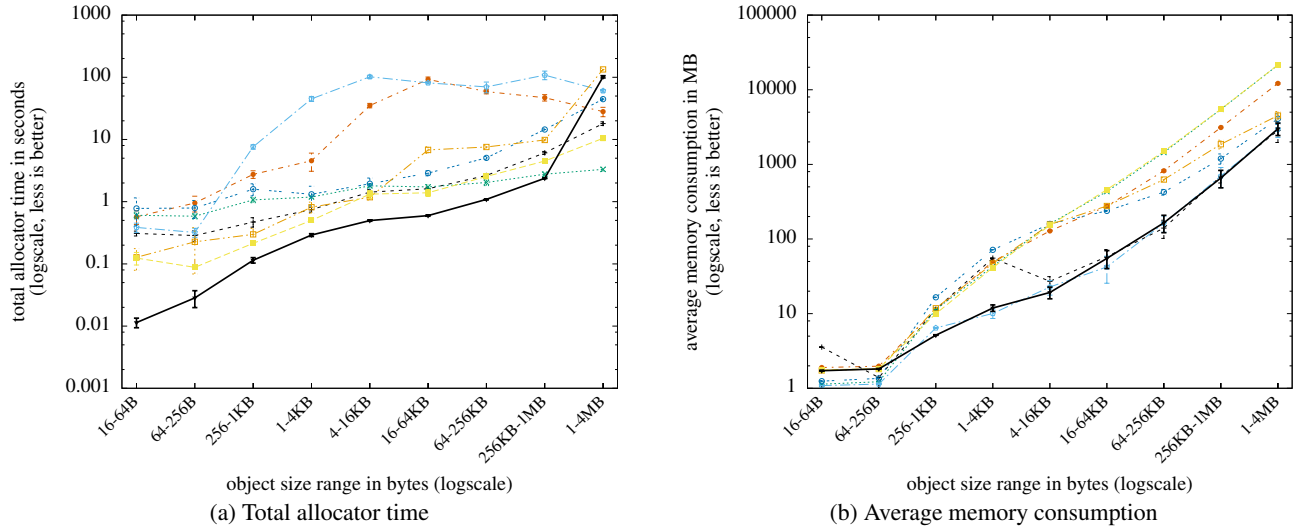 1000
100
10
1
0.1
0.01
0.001
total allocator time in seconds
(logscale, less is better)
16-64B
64-256B
256-1KB
1-4KB
4-16KB
16-64KB
64-256KB
256KB-1MB
1-4MB
object size range in bytes (logscale)
(a) Total allocator time
100000
10000
1000
100
10
1
average memory consumption in MB
(logscale, less is better)
16-64B
64-256B
256-1KB
1-4KB
4-16KB
16-64KB
64-256KB
256KB-1MB
1-4MB
object size range in bytes (logscale)
(b) Average memory consumption